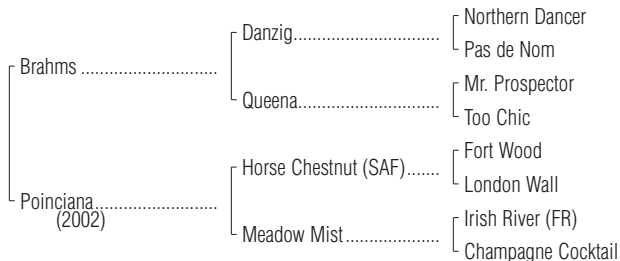 Northern Dancer
Danzig
Pas de Nom
Brahms
Mr. Prospector
Queena
Too Chic
Fort Wood
Horse Chestnut (SAF)
London Wall
Poinciana
(2002)
Irish River (FR)
Meadow Mist
Champagne Cocktail